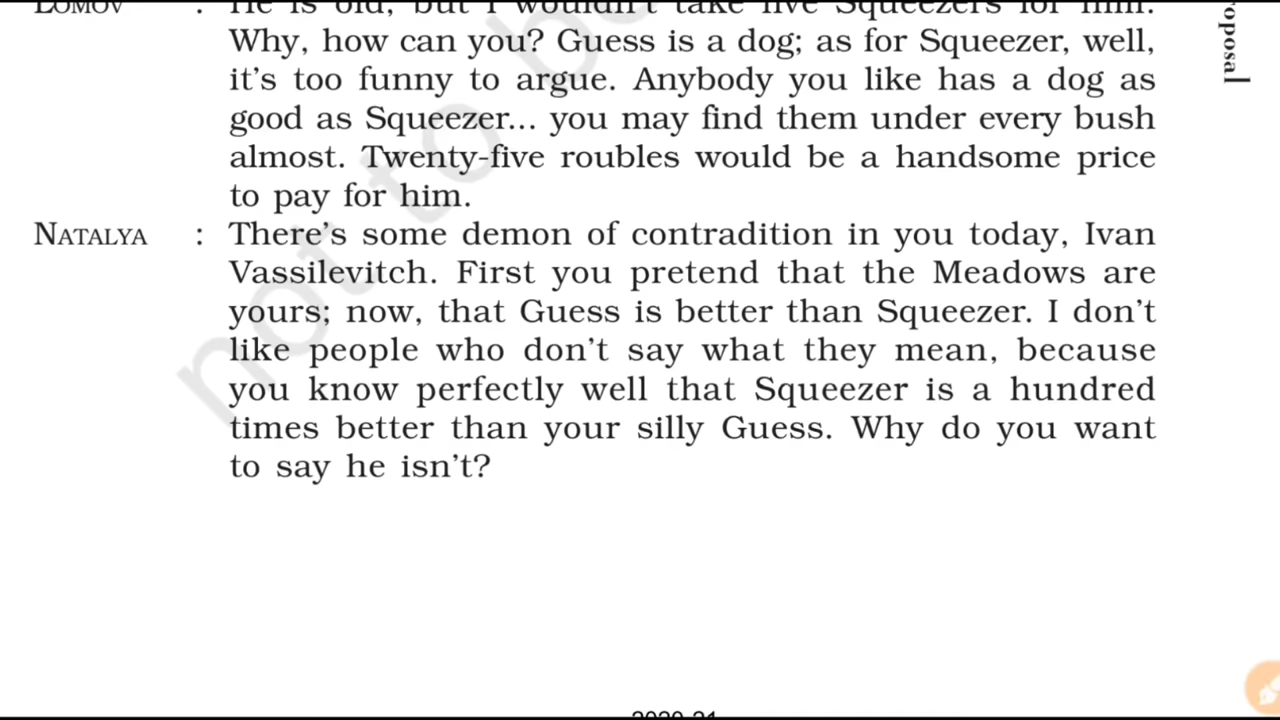 LOMOV : He is old, but I wouldn't take five Squeezers for him.
Why, how can you? Guess is a dog; as for Squeezer, well,
it's too funny to argue. Anybody you like has a dog as
good as Squeezer... you may find them under every bush
almost. Twenty-five roubles would be a handsome price
to pay for him.
NATALYA : There's some demon of contradition in you today, Ivan
Vassilevitch. First you pretend that the Meadows are
yours; now, that Guess is better than Squeezer. I don't
like people who don't say what they mean, because
you know perfectly well that Squeezer is a hundred
times better than your silly Guess. Why do you want
to say he isn't?
roposal
not to be
2020-21